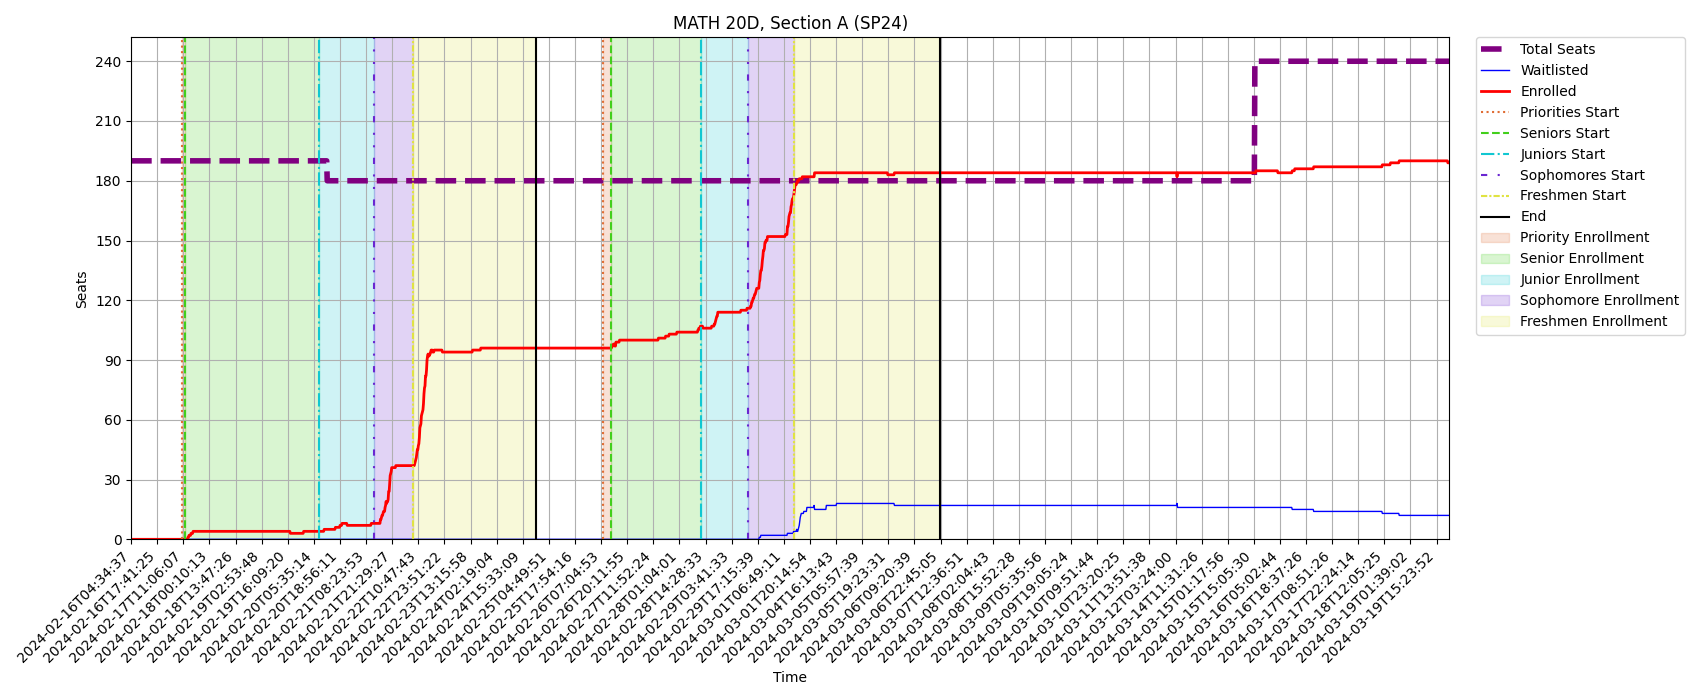 MATH 20D, Section A (SP24)
Seats
240
210
180
150
120
90
60
30
0
2024-02-16T04:34:37
2024-02-16T17:41:25
2024-02-17T11:06:07
2024-02-18T00:10:13
2024-02-18T13:47:26
2024-02-19T02:53:48
2024-02-19T16:09:20
2024-02-20T05:35:14
2024-02-20T18:56:11
2024-02-21T08:23:53
2024-02-21T21:29:27
2024-02-22T10:47:43
2024-02-22T23:51:22
2024-02-23T13:15:58
2024-02-24T02:19:04
2024-02-24T15:33:09
2024-02-25T04:49:51
2024-02-25T17:54:16
2024-02-26T07:04:53
2024-02-26T20:11:55
2024-02-27T11:52:24
2024-02-28T01:04:01
2024-02-28T14:28:33
2024-02-29T03:41:33
2024-02-29T17:15:39
2024-03-01T06:49:11
2024-03-01T20:14:54
2024-03-04T16:13:43
2024-03-05T05:57:39
2024-03-05T19:23:31
2024-03-06T09:20:39
2024-03-06T22:45:05
2024-03-07T12:36:51
2024-03-08T02:04:43
2024-03-08T15:52:28
2024-03-09T05:35:56
2024-03-09T19:05:24
2024-03-10T09:51:44
2024-03-10T23:20:25
2024-03-11T13:51:38
2024-03-12T03:24:00
2024-03-14T11:31:26
2024-03-15T01:17:56
2024-03-15T15:05:30
2024-03-16T05:02:44
2024-03-16T18:37:26
2024-03-17T08:51:26
2024-03-17T22:24:14
2024-03-18T12:05:25
2024-03-19T01:39:02
2024-03-19T15:23:52
Time
Total Seats
Waitlisted
Enrolled
Priorities Start
Seniors Start
Juniors Start
Sophomores Start
Freshmen Start
End
Priority Enrollment
Senior Enrollment
Junior Enrollment
Sophomore Enrollment
Freshmen Enrollment